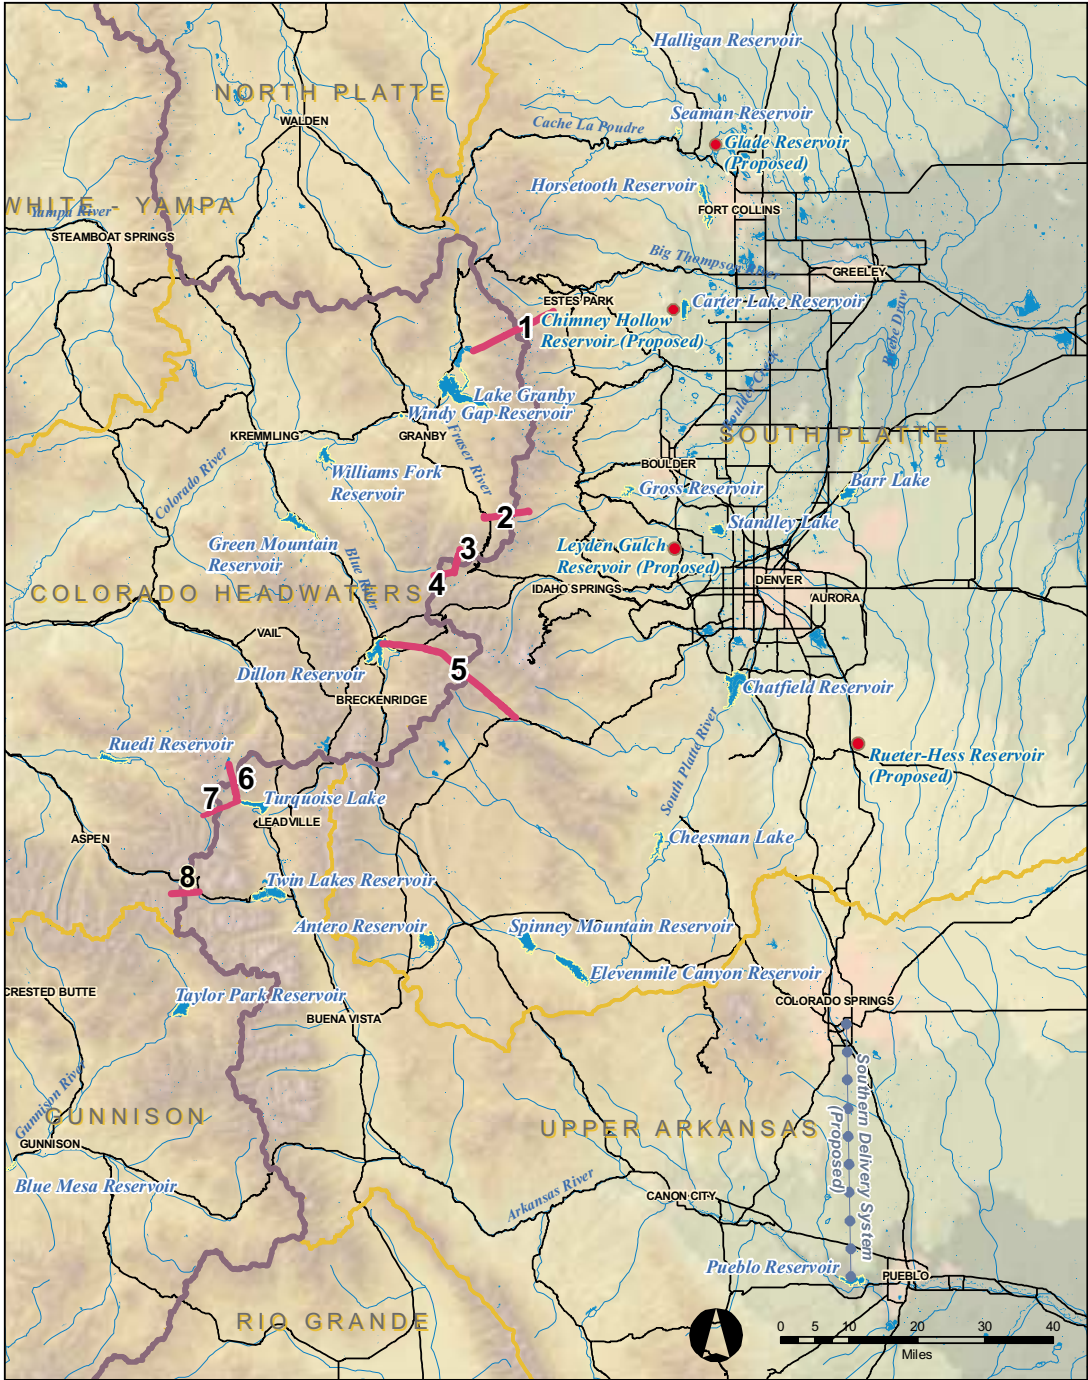 Halligan Reservoir
NORTH PLATTE
Seaman Reservoir
WALDEN
Cache La Poudre
Glade Reservoir
(Proposed)
Horsetooth Reservoir
WHITE - YAMPA
Yampa River
FORT COLLINS
STEAMBOAT SPRINGS
Big Thompson River
GREELEY
ESTES PARK
Carter Lake Reservoir
1
Chimney Hollow
Reservoir (Proposed)
Beebe Draw
Boulder Creek
Lake Granby
Windy Gap Reservoir
KREMMLING
GRANBY
Fraser River
SOUTH PLATTE
Williams Fork
Reservoir
BOULDER
Colorado River
Gross Reservoir
Barr Lake
2
Standley Lake
Green Mountain
Reservoir
Blue River
3
Leyden Gulch
Reservoir (Proposed)
4
COLORADO HEADWATERS
IDAHO SPRINGS
DENVER
AURORA
VAIL
Dillon Reservoir
5
BRECKENRIDGE
Chatfield Reservoir
Ruedi Reservoir
South Platte River
Rueter-Hess Reservoir
(Proposed)
6
7
Turquoise Lake
LEADVILLE
ASPEN
Cheesman Lake
8
Twin Lakes Reservoir
Antero Reservoir
Spinney Mountain Reservoir
Elevenmile Canyon Reservoir
CRESTED BUTTE
Taylor Park Reservoir
COLORADO SPRINGS
BUENA VISTA
Southern Delivery System
(Proposed)
Gunnison River
GUNNISON
UPPER ARKANSAS
GUNNISON
Blue Mesa Reservoir
Arkansas River
CANON CITY
Pueblo Reservoir
PUEBLO
RIO GRANDE
0 5 10 20 30 40
Miles